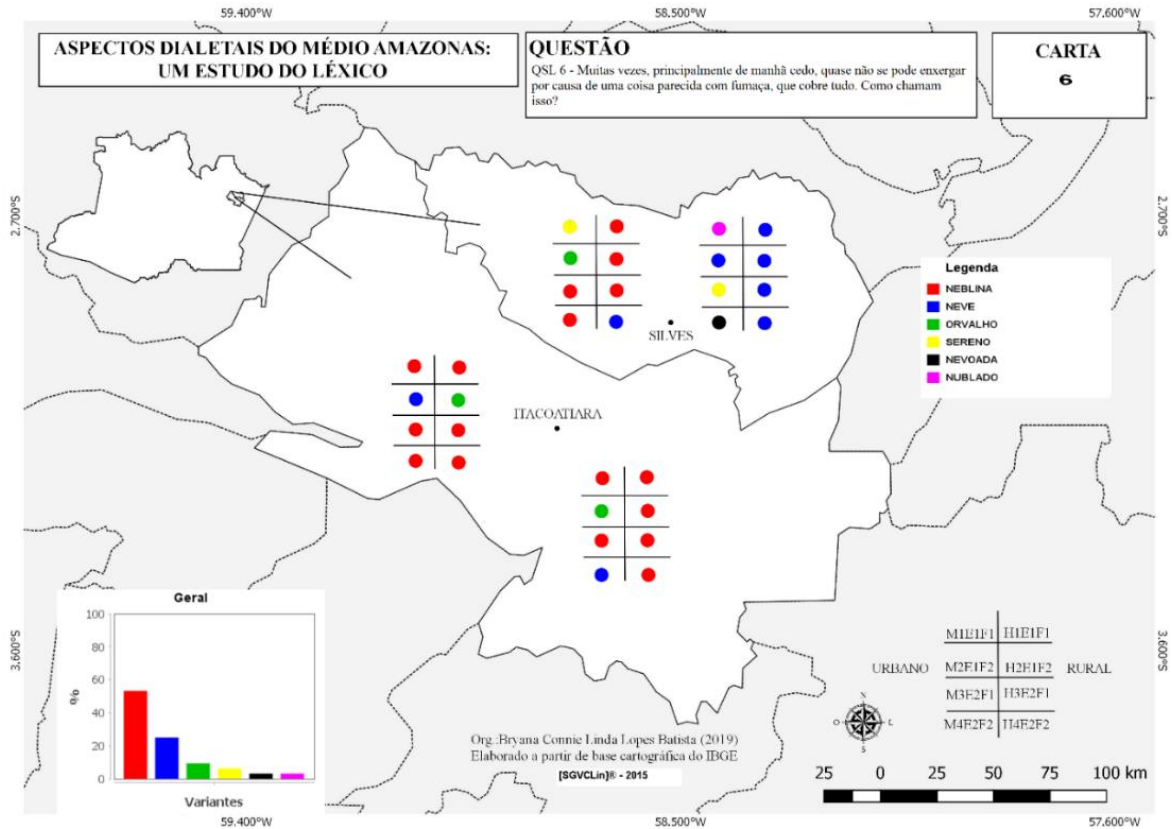 59.400°W 58.500°W 57.600°W
ASPECTOS DIALETAIS DO MÉDIO AMAZONAS:
UM ESTUDO DO LÉXICO
QUESTÃO
QSL 6 - Muitas vezes, principalmente de manhã cedo, quase não se pode enxergar
por causa de uma coisa parecida com fumaça, que cobre tudo. Como chamam
isso?
CARTA
6
2.700°S
2.700°S
Legenda
NEBLINA
NEVE
ORVALHO
SERENO
NEVOADA
NUBLADO
SILVES
ITACOATIARA
Geral
100
80
60
40
20
0
%
Variantes
3.600°S
3.600°S
M1E1F1 H1E1F1
URBANO M2E1F2 H2E1F2 RURAL
M3E2F1 H3E2F1
M4E2F2 H4E2F2
N
O L
S
Org.:Bryana Connie Linda Lopes Batista (2019)
Elaborado a partir de base cartográfica do IBGE
[SGVCLin]® - 2015
25 0 25 50 75 100 km
59.400°W 58.500°W 57.600°W